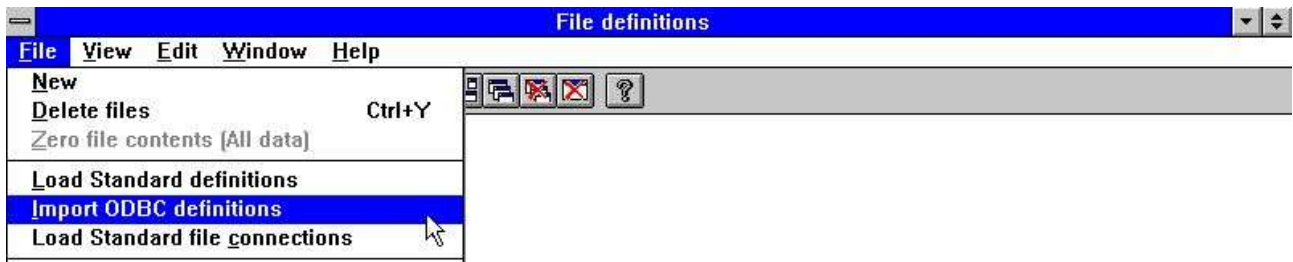 File definitions
File View Edit Window Help
New
Delete files Ctrl+Y
Zero file contents (All data)
Load Standard definitions
Import ODBC definitions
Load Standard file connections
?